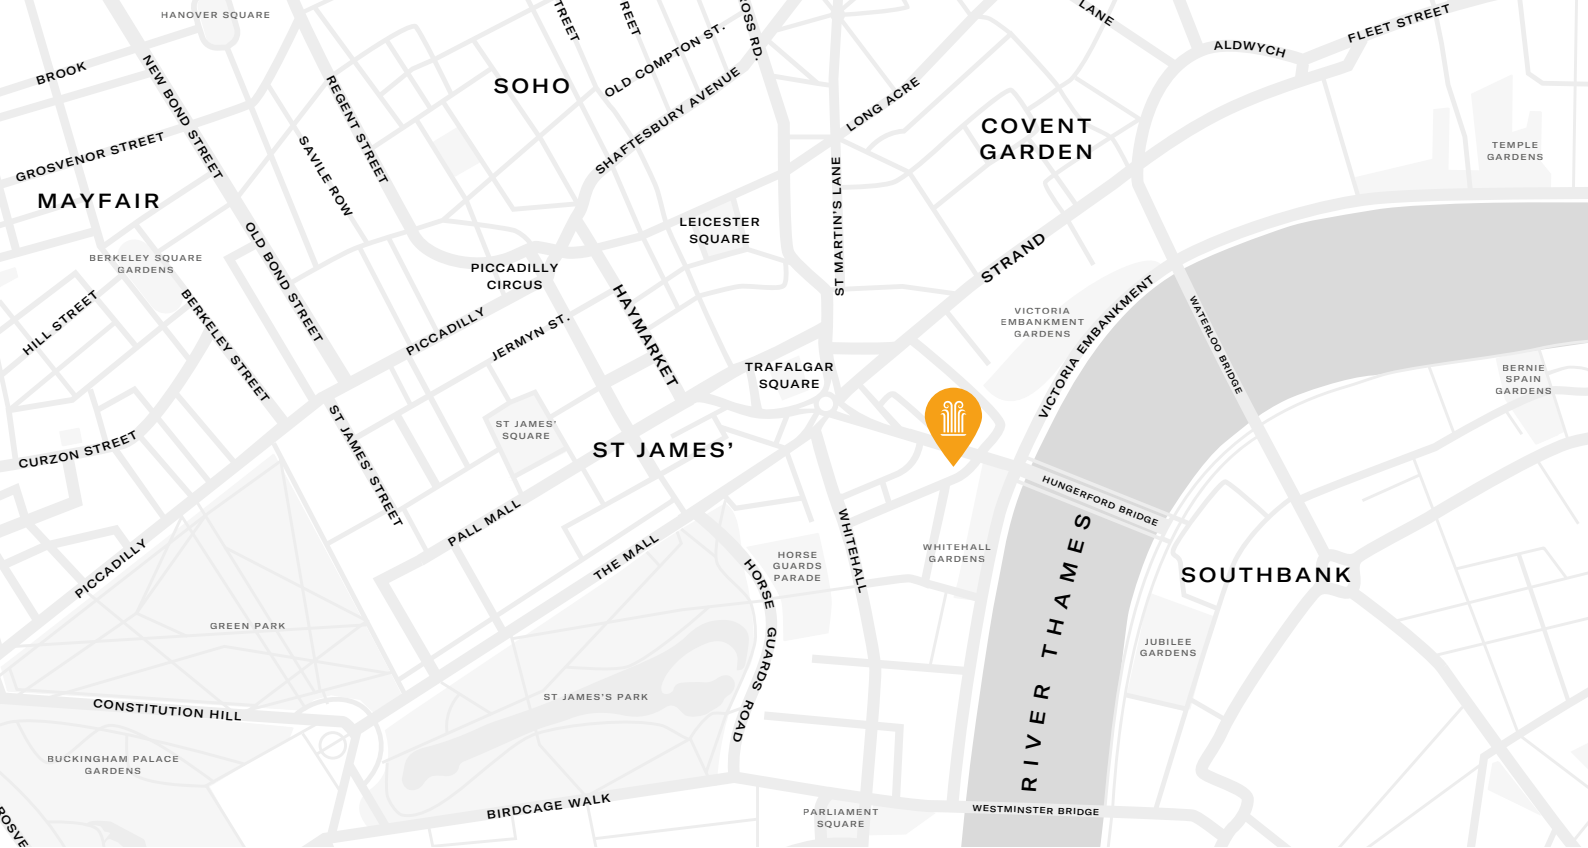 HANOVER SQUARE
BROOK
NEW BOND STREET
REGENT STREET
TREET
REET
OLD COMPTON ST.
OSS RD.
LANE
ALDWYCH
FLEET STREET
SOHO
SHAFTESBURY AVENUE
LONG ACRE
COVENT
GARDEN
TEMPLE
GARDENS
GROSVENOR STREET
SAVILE ROW
MAYFAIR
ST MARTIN'S LANE
LEICESTER
SQUARE
OLD BOND STREET
BERKELEY SQUARE
GARDENS
PICCADILLY
CIRCUS
STRAND
HILL STREET
BERKELEY STREET
PICCADILLY
JERMYN ST.
HAYMARKET
VICTORIA
EMBANKMENT
GARDENS
VICTORIA EMBANKMENT
WATERLOO BRIDGE
TRAFALGAR
SQUARE
BERNIE
SPAIN
GARDENS
ST JAMES'
SQUARE
ST JAMES’
ST JAMES' STREET
CURZON STREET
HUNGERFORD BRIDGE
PALL MALL
WHITEHALL
PICCADILLY
THE MALL
HORSE GUARDS ROAD
HORSE
GUARDS
PARADE
WHITEHALL
GARDENS
RIVER THAMES
SOUTHBANK
GREEN PARK
JUBILEE
GARDENS
ST JAMES'S PARK
CONSTITUTION HILL
BUCKINGHAM PALACE
GARDENS
BIRDCAGE WALK
PARLIAMENT
SQUARE
WESTMINSTER BRIDGE
ROSVE